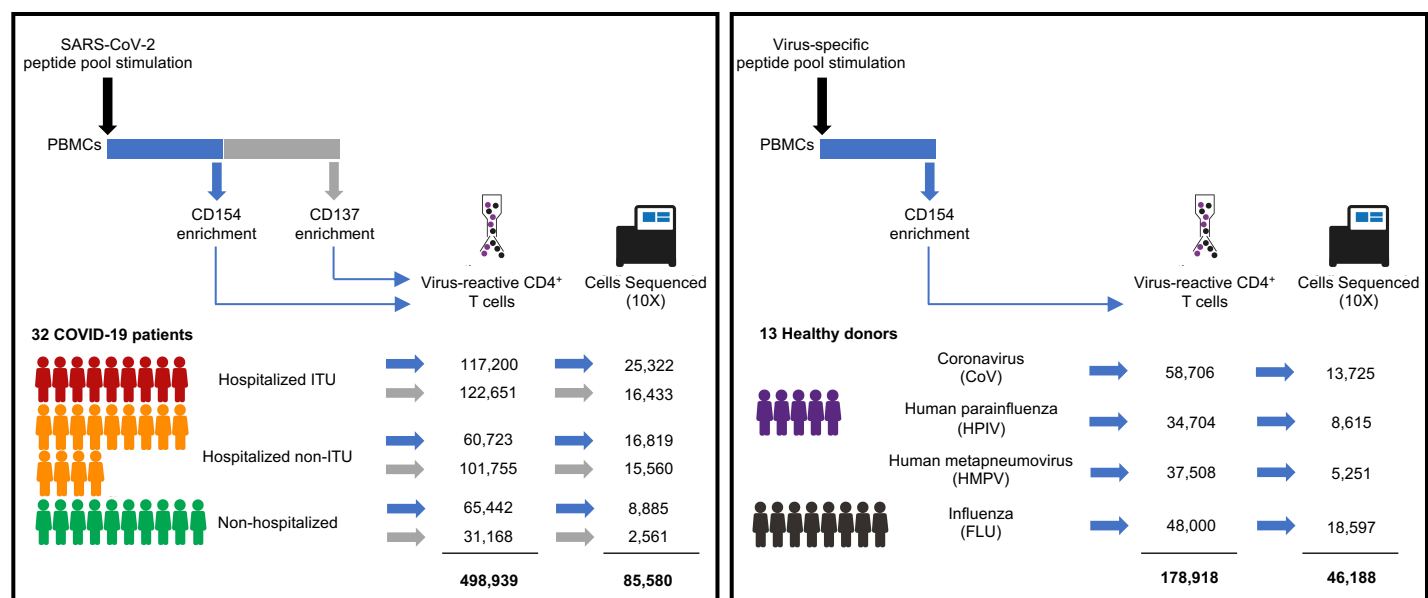 SARS-CoV-2
peptide pool stimulation
PBMCs
CD154
enrichment
CD137
enrichment
Virus-reactive CD4⁺
T cells
Cells Sequenced
(10X)
32 COVID-19 patients
Hospitalized ITU
117,200
25,322
122,651
16,433
Hospitalized non-ITU
60,723
16,819
101,755
15,560
Non-hospitalized
65,442
8,885
31,168
2,561
498,939
85,580
Virus-specific
peptide pool stimulation
PBMCs
CD154
enrichment
Virus-reactive CD4⁺
T cells
Cells Sequenced
(10X)
13 Healthy donors
Coronavirus
(CoV)
58,706
13,725
Human parainfluenza
(HPIV)
34,704
8,615
Human metapneumovirus
(HMPV)
37,508
5,251
Influenza
(FLU)
48,000
18,597
178,918
46,188